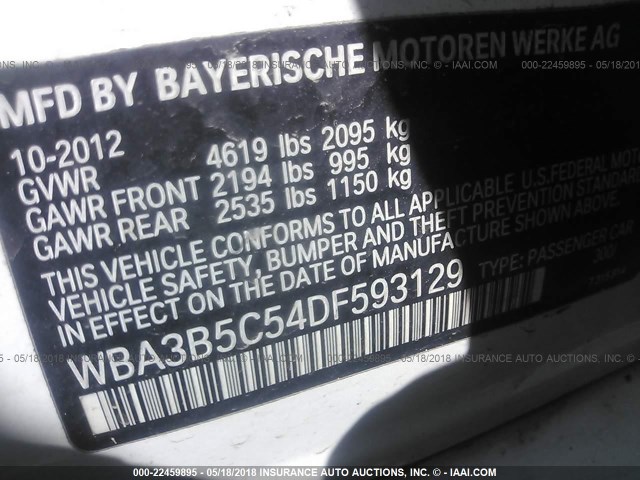 MFD BY BAYERISCHE MOTOREN WERKE AG
10-2012
GVWR 4619 lbs 2095 kg
GAWR FRONT 2194 lbs 995 kg
GAWR REAR 2535 lbs 1150 kg
THIS VEHICLE CONFORMS TO ALL APPLICABLE U.S.FEDERAL MOTOR
VEHICLE SAFETY, BUMPER AND THEFT PREVENTION STANDARDS
IN EFFECT ON THE DATE OF MANUFACTURE SHOWN ABOVE.
WBA3B5C54DF593129 TYPE: PASSENGER CAR
000-22459895 - 05/18/2018 INSURANCE AUTO AUCTIONS - © IAAI.COM